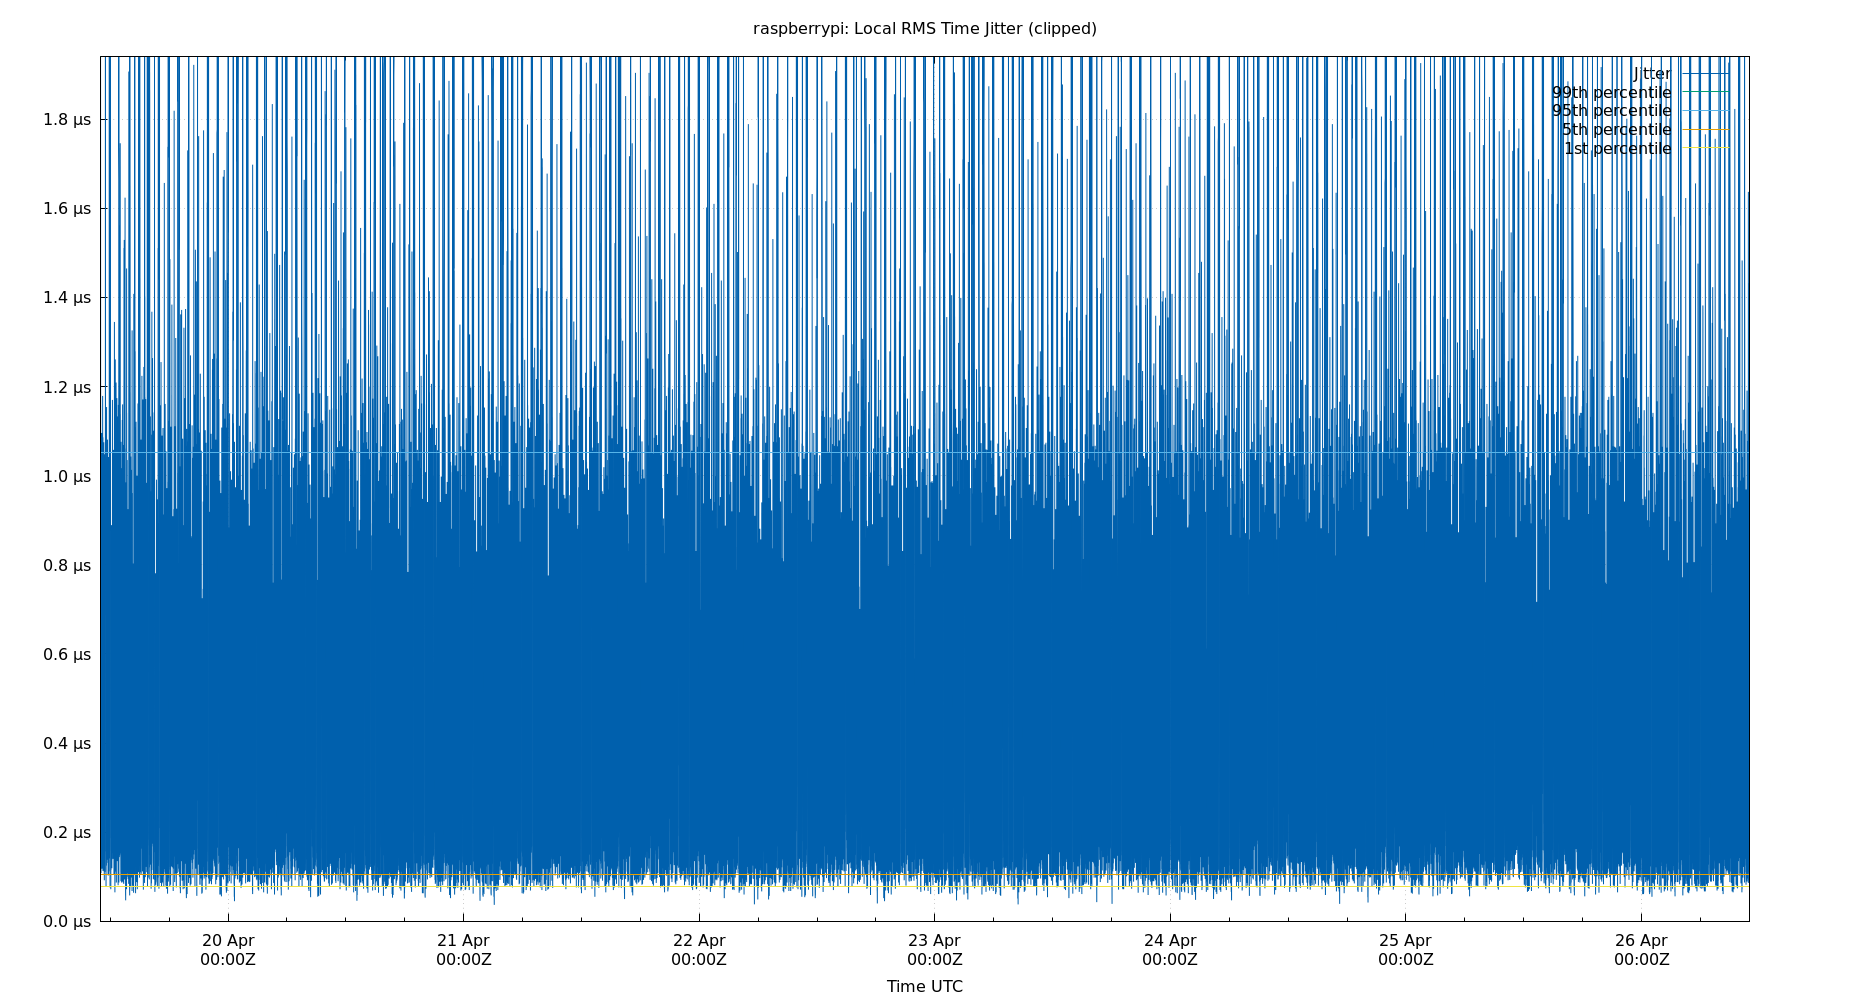 raspberrypi: Local RMS Time Jitter (clipped)
Jitter
99th percentile
95th percentile
5th percentile
1st percentile
1.8 µs
1.6 µs
1.4 µs
1.2 µs
1.0 µs
0.8 µs
0.6 µs
0.4 µs
0.2 µs
0.0 µs
20 Apr 21 Apr 22 Apr 23 Apr 24 Apr 25 Apr 26 Apr
00:00Z 00:00Z 00:00Z 00:00Z 00:00Z 00:00Z 00:00Z
Time UTC